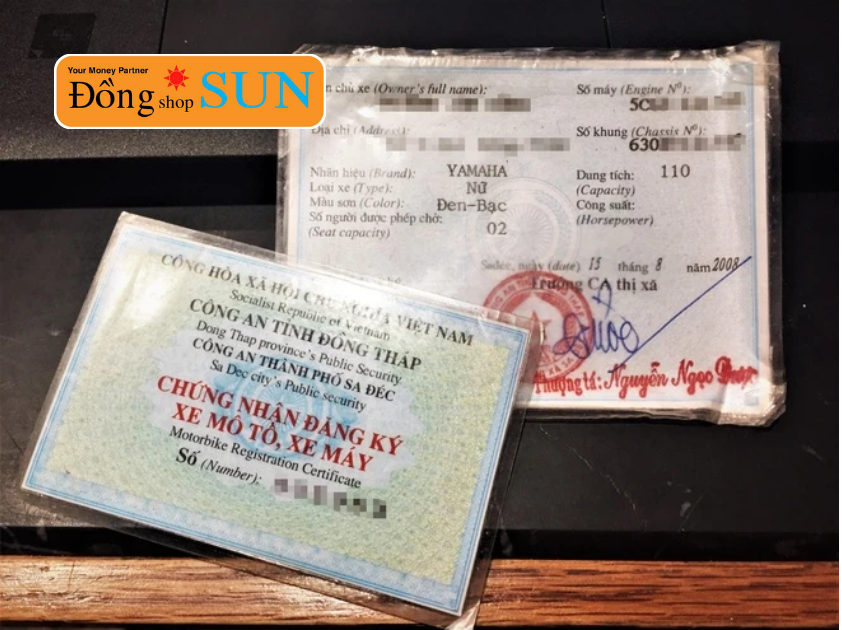 Your Money Partner
Đồng shop SUN
chủ xe (Owner's full name):
Số máy (Engine Nº):
5C
Địa chỉ (Address):
Số khung (Chassis Nº):
630
Nhãn hiệu (Brand): YAMAHA
Dung tích: 110
Loại xe (Type): Nữ
(Capacity)
Màu sơn (Color): Đen-Bạc
Công suất:
Số người được phép chở: 02
(Horsepower)
(Seat capacity)
Sađéc, ngày (date) 15 tháng 8 năm 2008
Trưởng CA thị xã
Thượng tá: Nguyễn Ngọc
CỘNG HÒA XÃ HỘI CHỦ NGHĨA VIỆT NAM
Socialist Republic of Vietnam
CÔNG AN TỈNH ĐỒNG THÁP
Dong Thap province's Public Security
CÔNG AN THÀNH PHỐ SA ĐÉC
Sa Dec city's Public security
CHỨNG NHẬN ĐĂNG KÝ
XE MÔ TÔ, XE MÁY
Motorbike Registration Certificate
Số (Number):